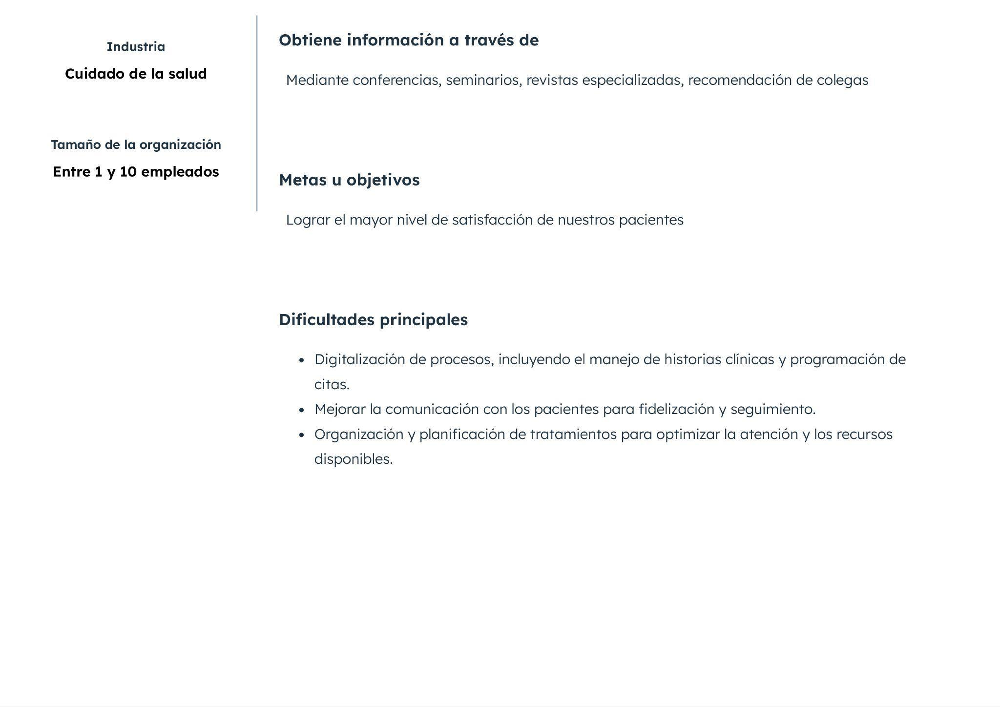 Industria
Cuidado de la salud
Tamaño de la organización
Entre 1 y 10 empleados
Obtiene información a través de
Mediante conferencias, seminarios, revistas especializadas, recomendación de colegas
Metas u objetivos
Lograr el mayor nivel de satisfacción de nuestros pacientes
Dificultades principales
• Digitalización de procesos, incluyendo el manejo de historias clínicas y programación de
citas.
• Mejorar la comunicación con los pacientes para fidelización y seguimiento.
• Organización y planificación de tratamientos para optimizar la atención y los recursos
disponibles.